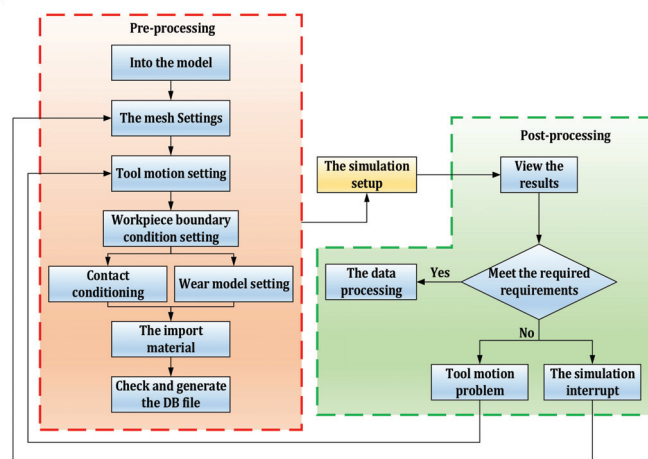 Pre-processing
Into the model
The mesh Settings
Tool motion setting
Workpiece boundary
condition setting
Contact
conditioning
Wear model setting
The import
material
Check and generate
the DB file
The simulation
setup
Post-processing
View the
results
Meet the required
requirements
Yes
The data
processing
No
Tool motion
problem
The simulation
interrupt